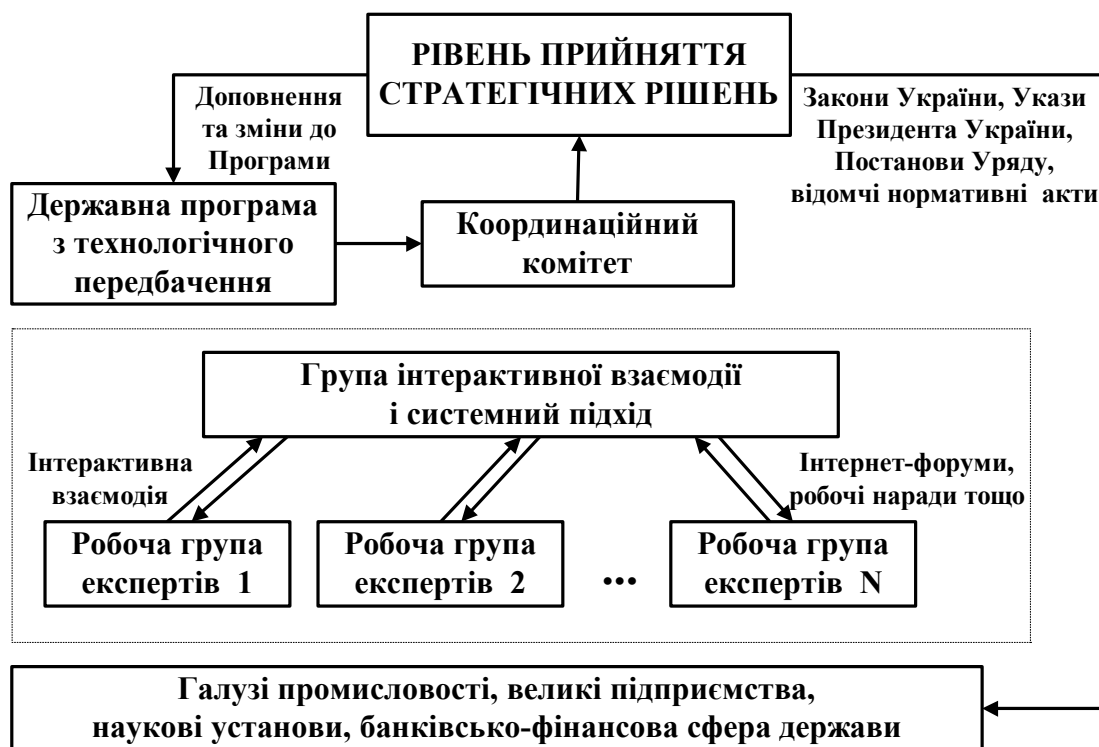 РІВЕНЬ ПРИЙНЯТТЯ
СТРАТЕГІЧНИХ РІШЕНЬ
Доповнення
та зміни до
Програми
Закони України, Укази
Президента України,
Постанови Уряду,
відомчі нормативні акти
Державна програма
з технологічного
передбачення
Координаційний
комітет
Група інтерактивної взаємодії
і системний підхід
Інтерактивна
взаємодія
Інтернет-форуми,
робочі наради тощо
Робоча група
експертів 1
Робоча група
експертів 2
...
Робоча група
експертів N
Галузі промисловості, великі підприємства,
наукові установи, банківсько-фінансова сфера держави